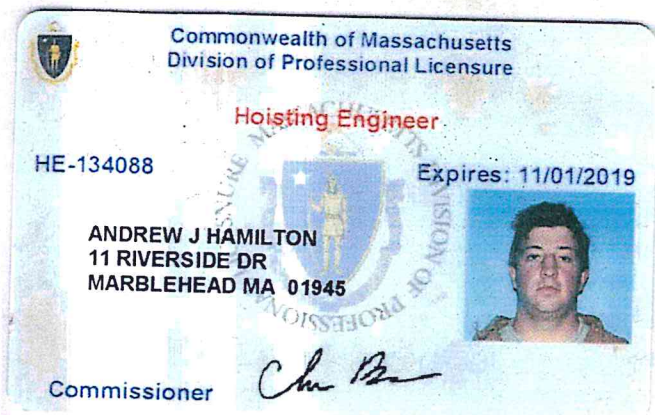 Commonwealth of Massachusetts
Division of Professional Licensure
Hoisting Engineer
HE-134088
Expires: 11/01/2019
ANDREW J HAMILTON
11 RIVERSIDE DR
MARBLEHEAD MA 01945
Commissioner